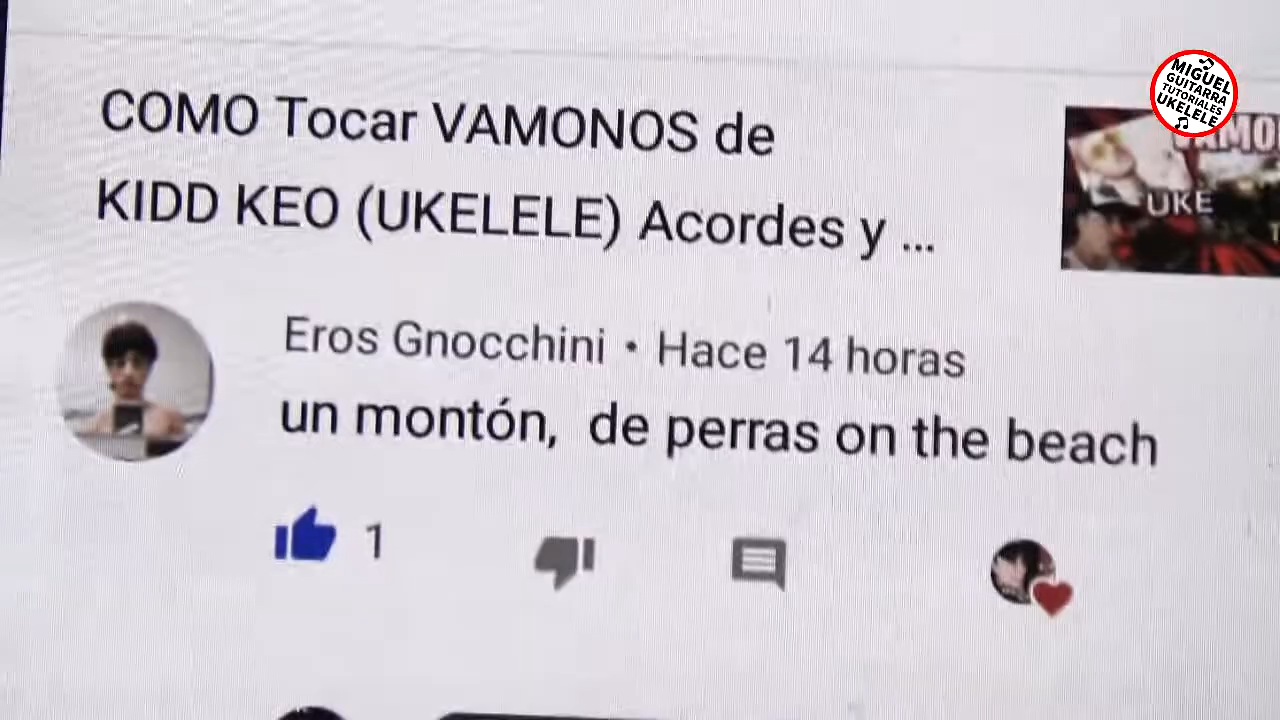 COMO Tocar VAMONOS de
KIDD KEO (UKELELE) Acordes y ...
MIGUEL
GUITARRA
TUTORIALES
UKELELE
UKE
Eros Gnocchini • Hace 14 horas
un montón,  de perras on the beach
1